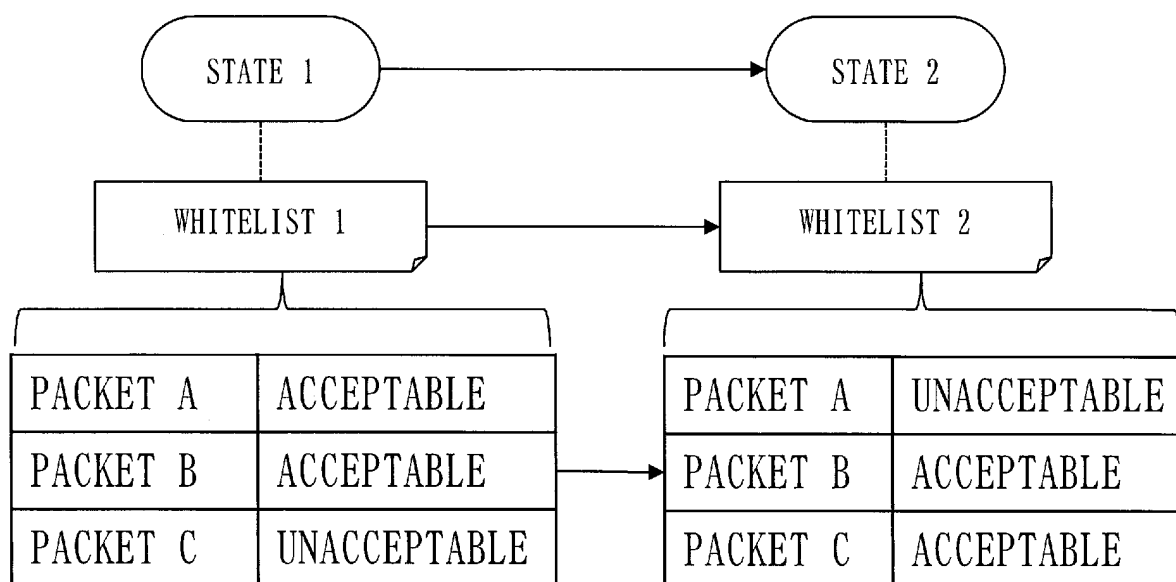 STATE 1
STATE 2
WHITELIST 1
WHITELIST 2
PACKET A ACCEPTABLE
PACKET B ACCEPTABLE
PACKET C UNACCEPTABLE
PACKET A UNACCEPTABLE
PACKET B ACCEPTABLE
PACKET C ACCEPTABLE